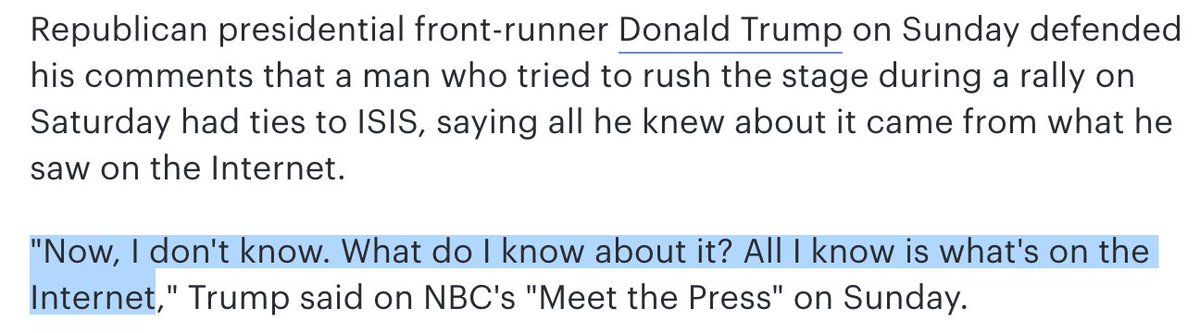 Republican presidential front-runner Donald Trump on Sunday defended
his comments that a man who tried to rush the stage during a rally on
Saturday had ties to ISIS, saying all he knew about it came from what he
saw on the Internet.
"Now, I don't know. What do I know about it? All I know is what's on the
Internet," Trump said on NBC's "Meet the Press" on Sunday.